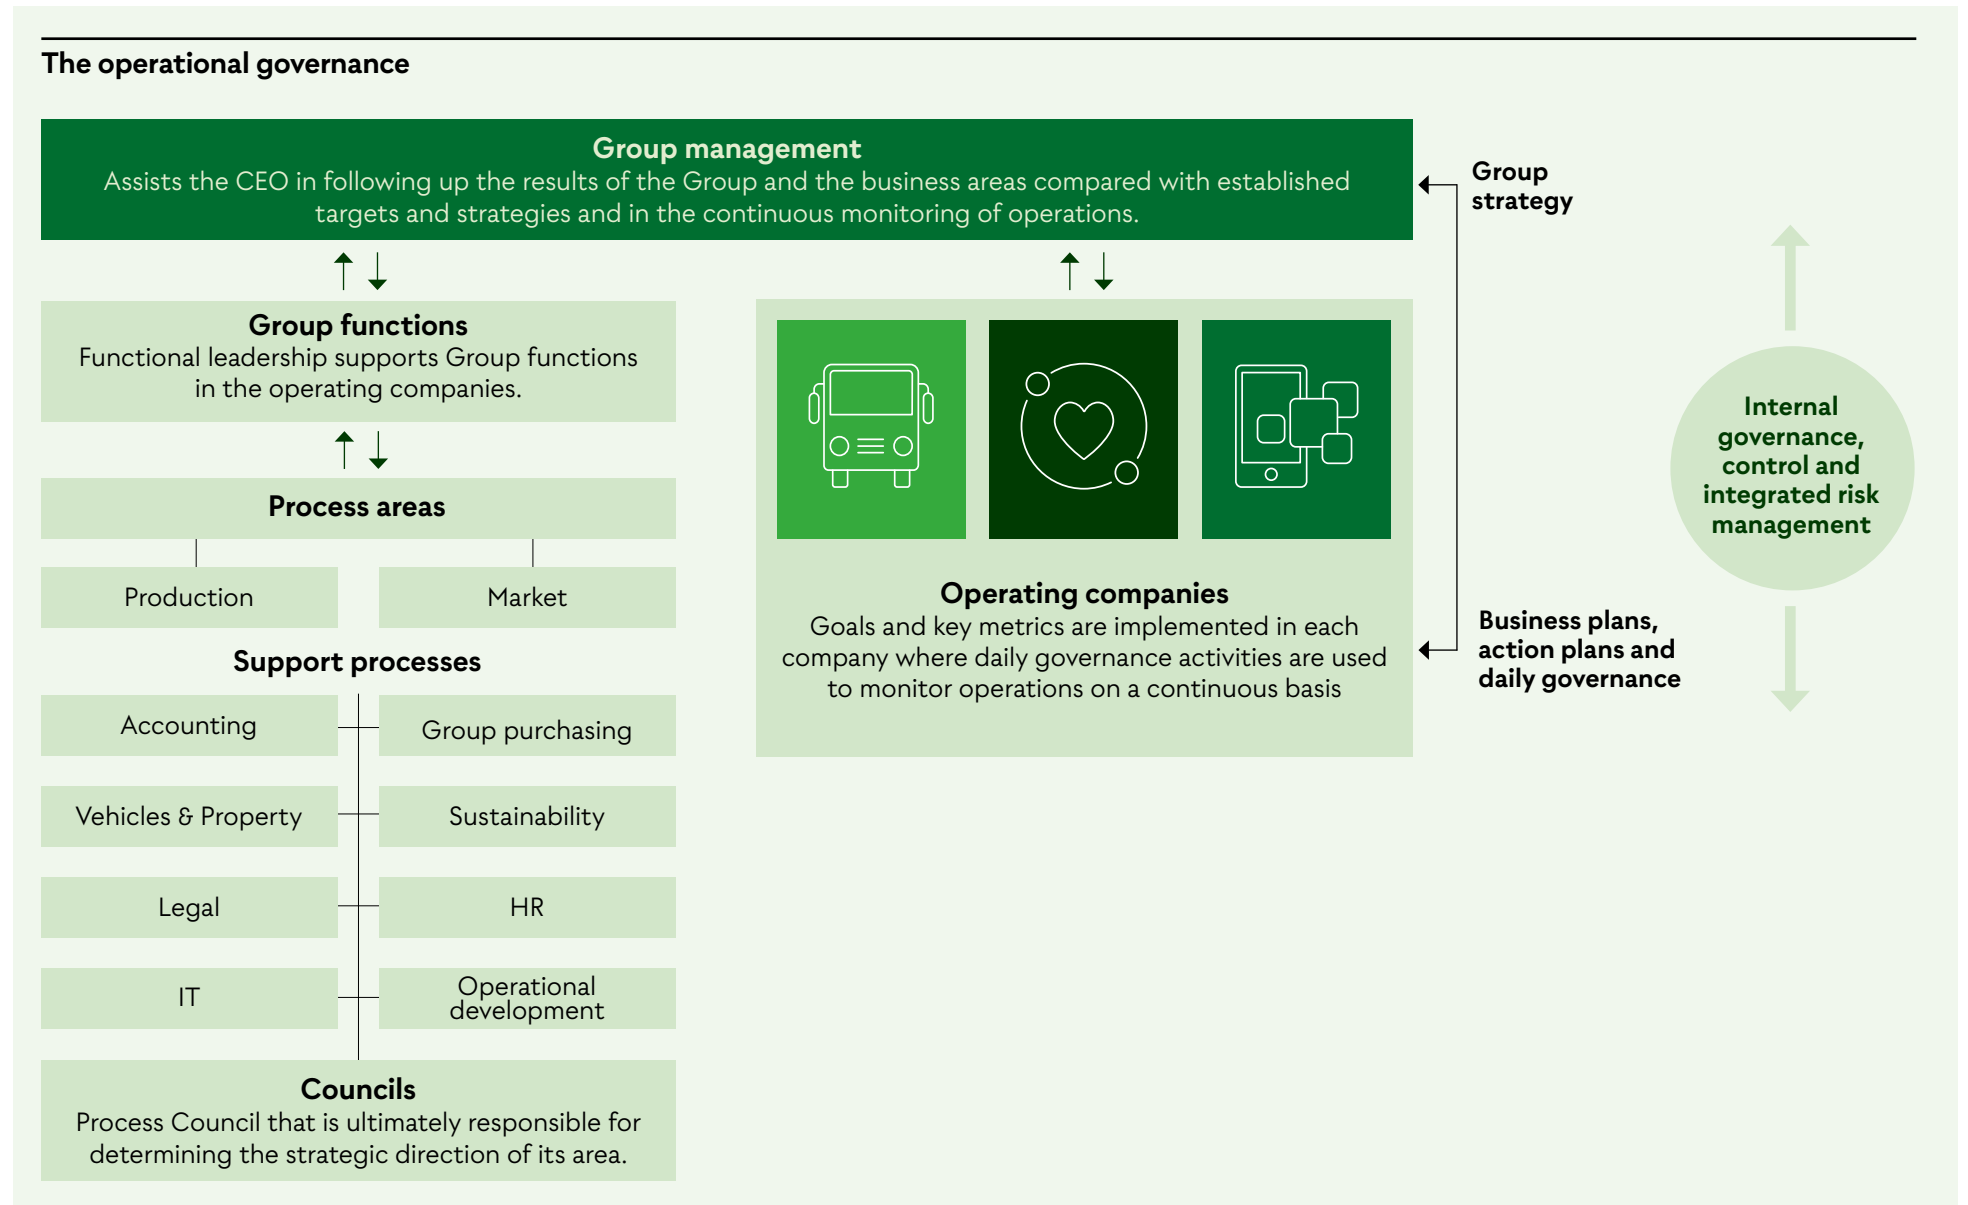 The operational governance
Group management
Assists the CEO in following up the results of the Group and the business areas compared with established
targets and strategies and in the continuous monitoring of operations.
Group
strategy
Group functions
Functional leadership supports Group functions
in the operating companies.
Process areas
Production
Market
Support processes
Accounting
Group purchasing
Vehicles & Property
Sustainability
Legal
HR
IT
Operational
development
Councils
Process Council that is ultimately responsible for
determining the strategic direction of its area.
Operating companies
Goals and key metrics are implemented in each
company where daily governance activities are used
to monitor operations on a continuous basis
Business plans,
action plans and
daily governance
Internal
governance,
control and
integrated risk
management